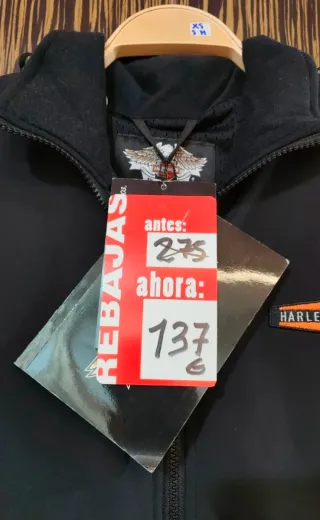 XS
S M
REBAJAS
antes:
275
ahora:
137
€
HARLE